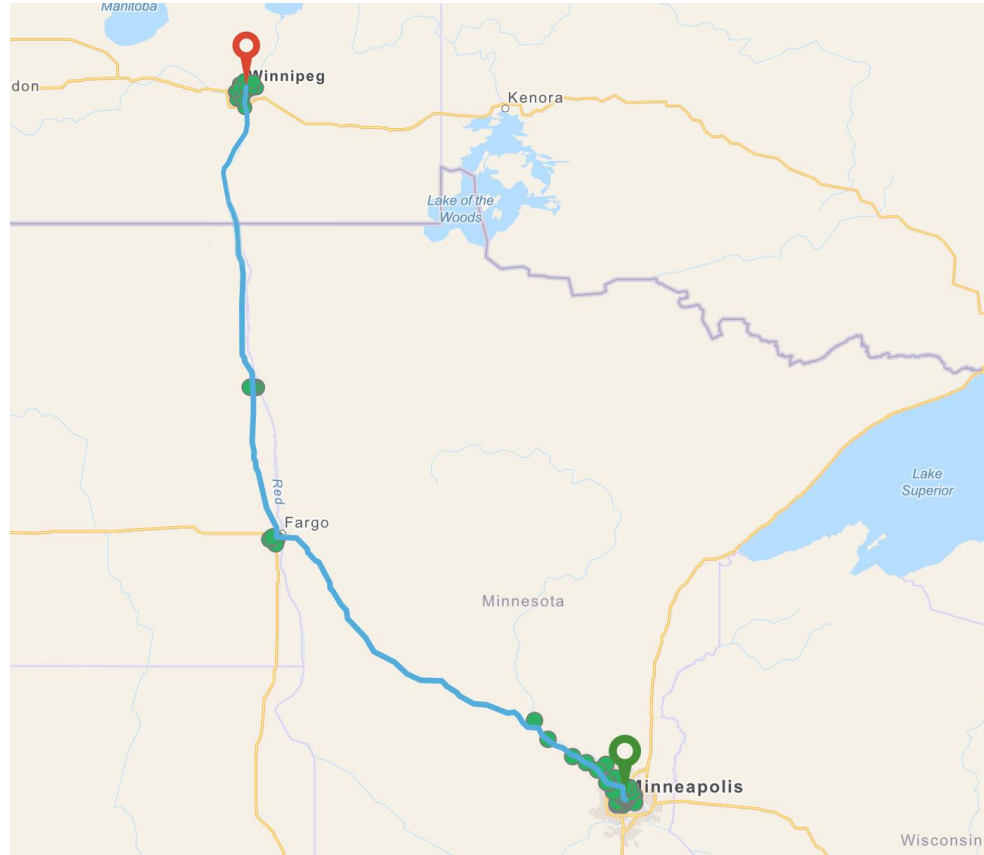 Manitoba
Winnipeg
don
Kenora
Lake of the
Woods
Red
Fargo
Lake
Superior
Minnesota
Minneapolis
Wisconsin